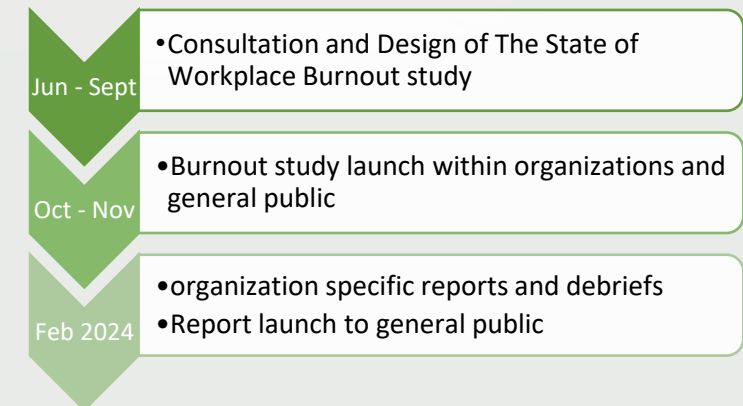 Jun - Sept
•Consultation and Design of The State of
Workplace Burnout study
Oct - Nov
•Burnout study launch within organizations and
general public
Feb 2024
•organization specific reports and debriefs
•Report launch to general public